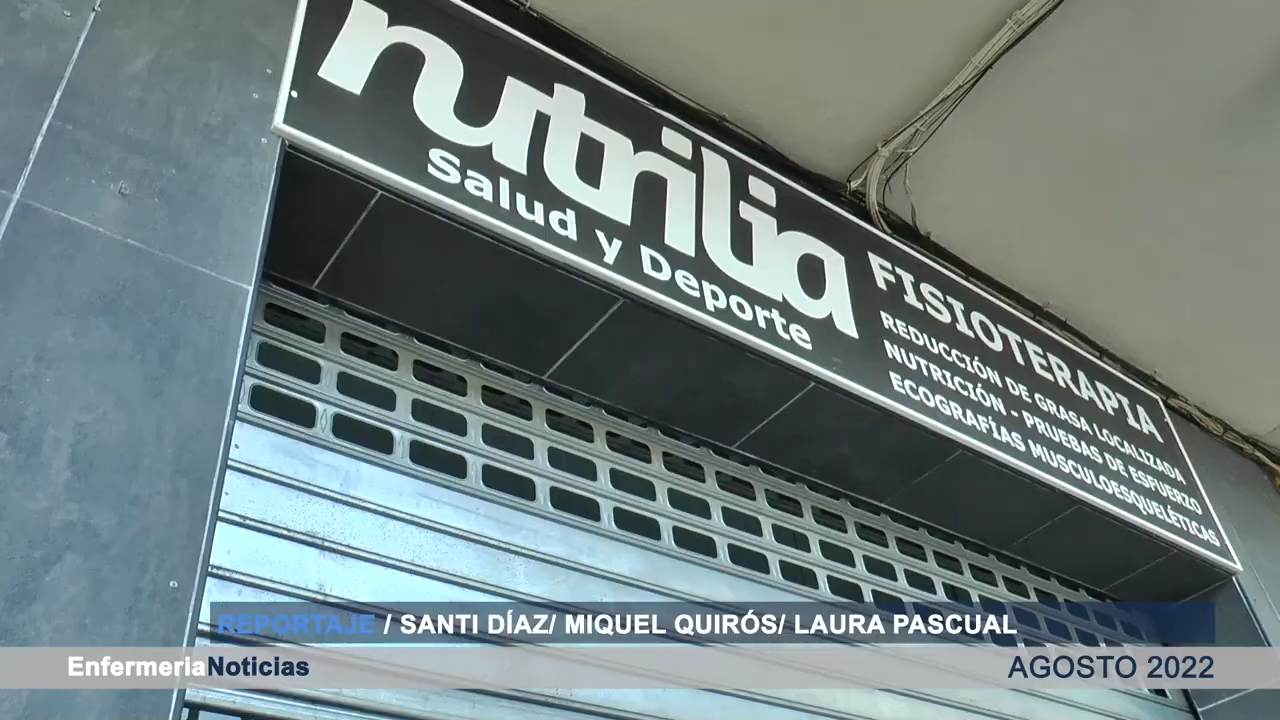 nutrilia
Salud y Deporte
FISIOTERAPIA
REDUCCIÓN DE GRASA LOCALIZADA
NUTRICIÓN - PRUEBAS DE ESFUERZO
ECOGRAFÍAS MUSCULOESQUELÉTICAS
REPORTAJE / SANTI DÍAZ/ MIQUEL QUIRÓS/ LAURA PASCUAL
EnfermeriaNoticias
AGOSTO 2022